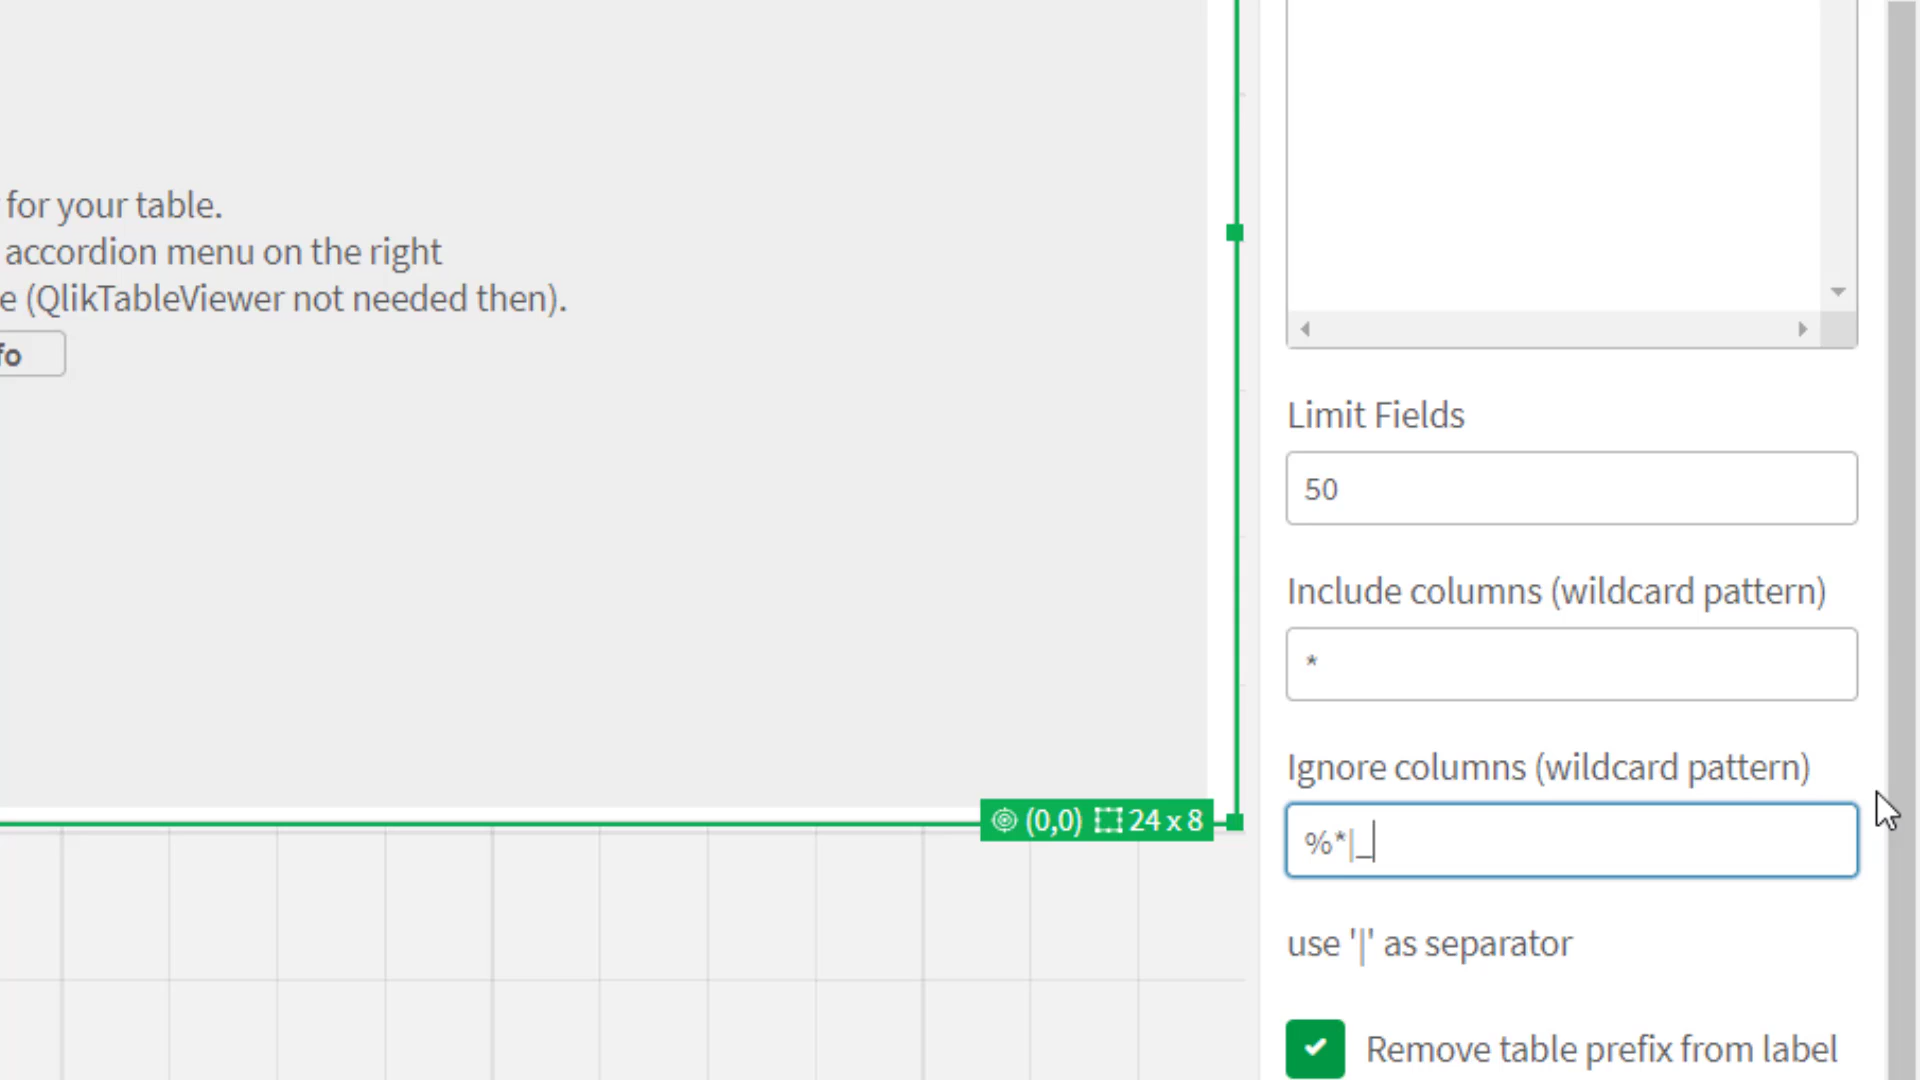 for your table.
accordion menu on the right
e (QlikTableViewer not needed then).
fo
Limit Fields
50
Include columns (wildcard pattern)
*
Ignore columns (wildcard pattern)
(0,0) 24 x 8
%*|_
use '|' as separator
Remove table prefix from label